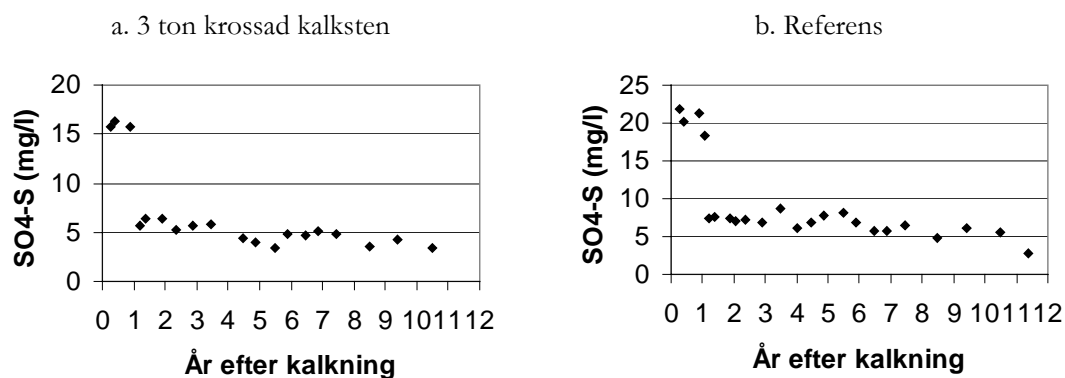 a. 3 ton krossad kalksten
20
15
10
5
0
SO4-S (mg/l)
0 1 2 3 4 5 6 7 8 9 10 11 12
År efter kalkning
b. Referens
25
20
15
10
5
0
SO4-S (mg/l)
0 1 2 3 4 5 6 7 8 9 10 11 12
År efter kalkning